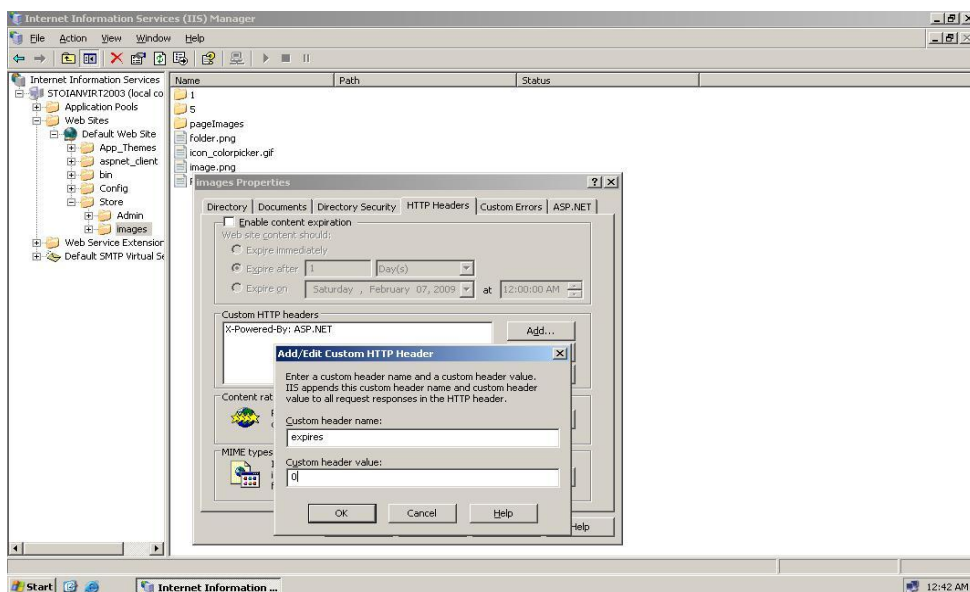 Internet Information Services (IIS) Manager
File Action View Window Help
Internet Information Services
STOIANVIRT2003 (local co
Application Pools
Web Sites
Default Web Site
App_Themes
aspnet_client
bin
Config
Store
Admin
images
Web Service Extension
Default SMTP Virtual Se
Name Path Status
1
5
pageImages
folder.png
icon_colorpicker.gif
image.png
images Properties
Directory Documents Directory Security HTTP Headers Custom Errors ASP.NET
Enable content expiration
Web site content should:
Expire immediately
Expire after 1 Day(s)
Expire on Saturday , February 07, 2009 at 12:00:00 AM
Custom HTTP headers
X-Powered-By: ASP.NET
Add...
Content rat
MIME types
Help
Add/Edit Custom HTTP Header
Enter a custom header name and a custom header value.
IIS appends this custom header name and custom header
value to all request responses in the HTTP header.
Custom header name:
expires
Custom header value:
0
OK Cancel Help
Start Internet Information ... 12:42 AM